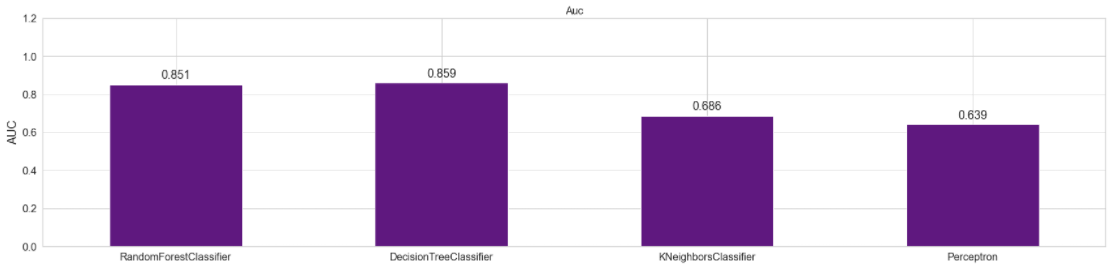 Auc
1.2
1.0
0.8
0.6
0.4
0.2
0.0
AUC
0.851
0.859
0.686
0.639
RandomForestClassifier
DecisionTreeClassifier
KNeighborsClassifier
Perceptron